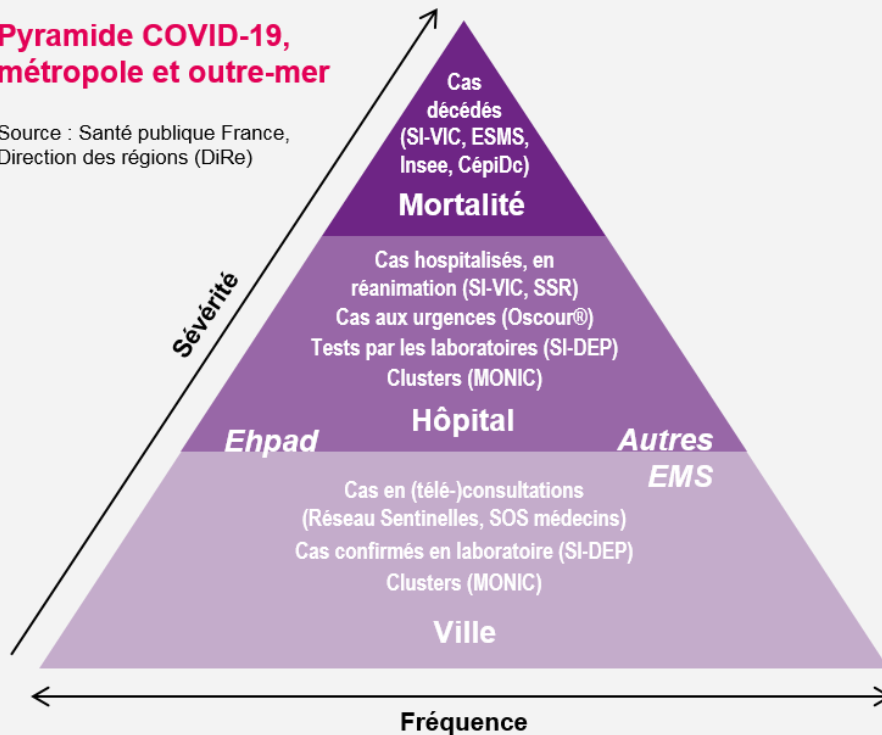 Pyramide COVID-19,
métropole et outre-mer
Source : Santé publique France,
Direction des régions (DiRe)
Sévérité
Cas
décédés
(SI-VIC, ESMS,
Insee, CépiDc)
Mortalité
Cas hospitalisés, en
réanimation (SI-VIC, SSR)
Cas aux urgences (Oscour®)
Tests par les laboratoires (SI-DEP)
Clusters (MONIC)
Hôpital
Ehpad
Autres
EMS
Cas en (télé-)consultations
(Réseau Sentinelles, SOS médecins)
Cas confirmés en laboratoire (SI-DEP)
Clusters (MONIC)
Ville
Fréquence